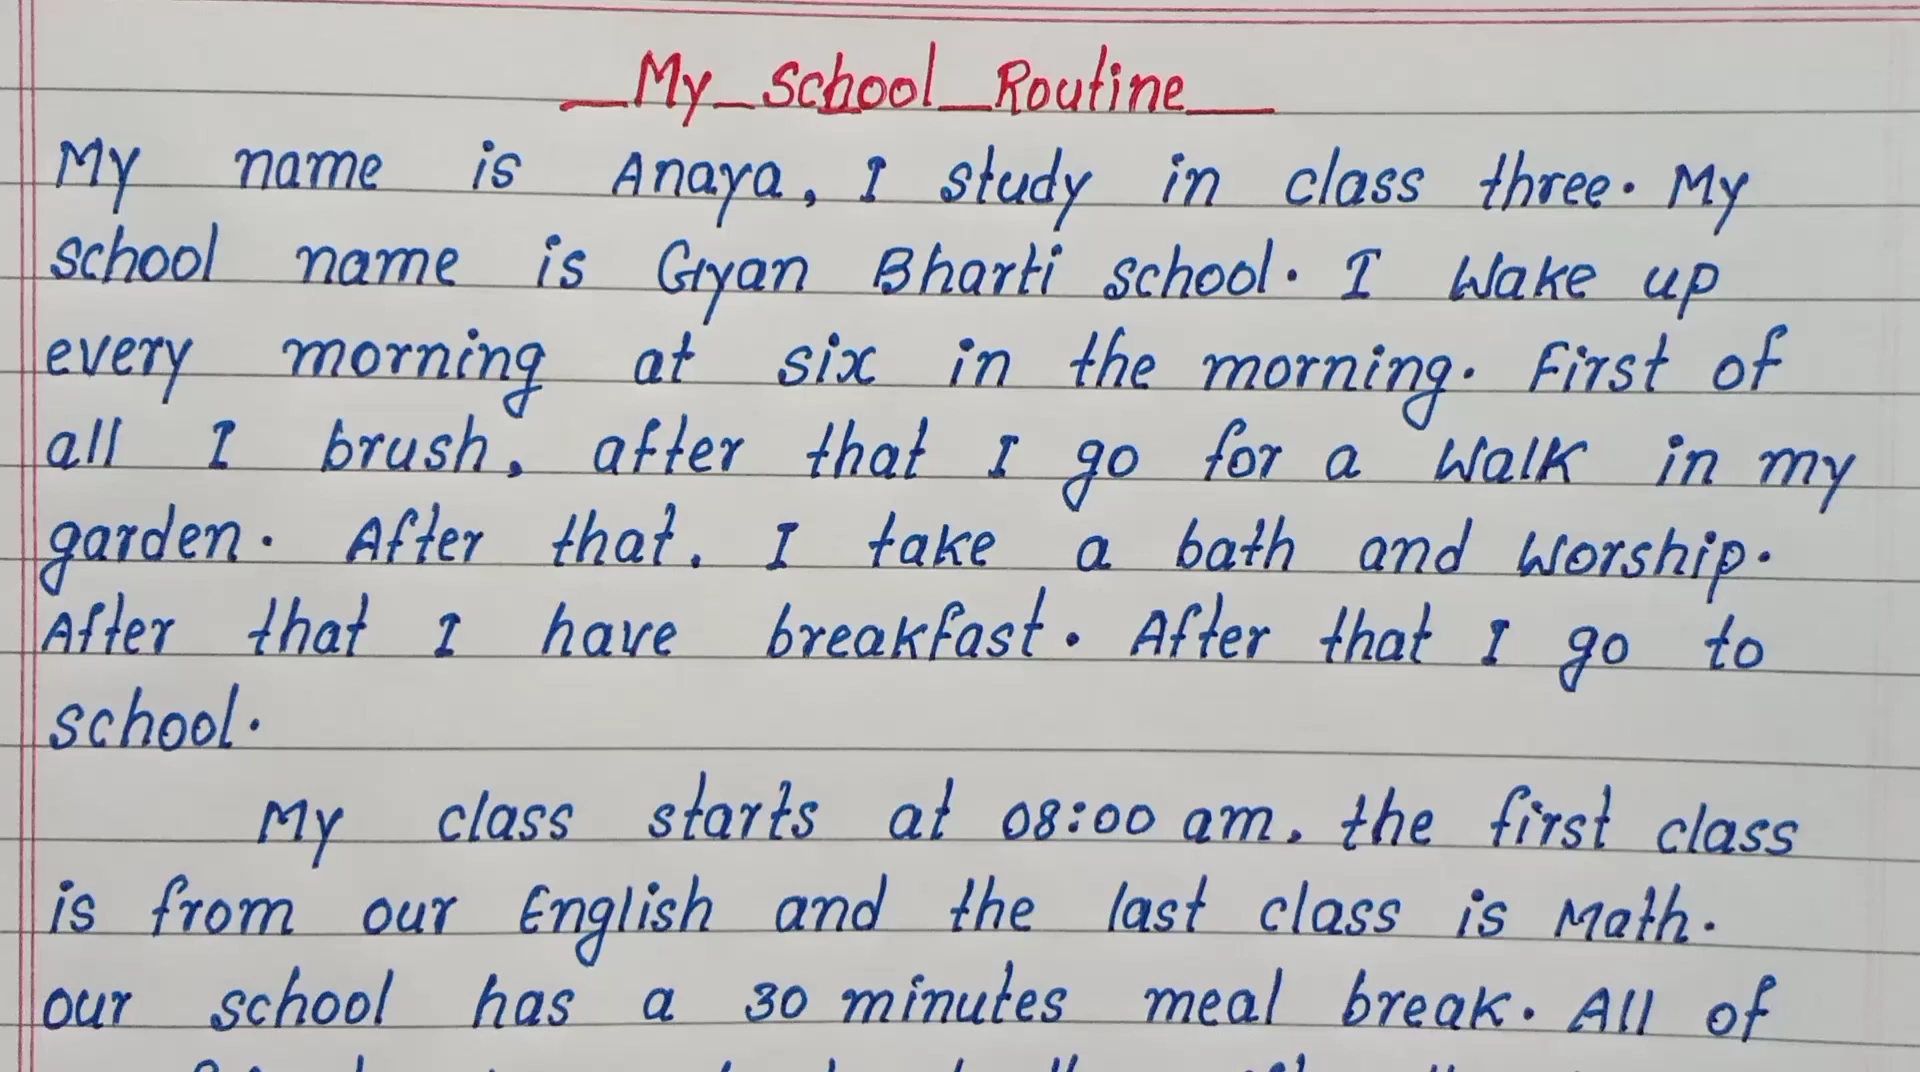 My School Routine
My name is Anaya, I study in class three. My
school name is Gyan Bharti school. I Wake up
every morning at six in the morning. First of
all I brush, after that I go for a Walk in my
garden. After that, I take a bath and Worship.
After that I have breakfast. After that I go to
school.
My class starts at 08:00 am. the first class
is from our English and the last class is Math.
our school has a 30 minutes meal break. All of